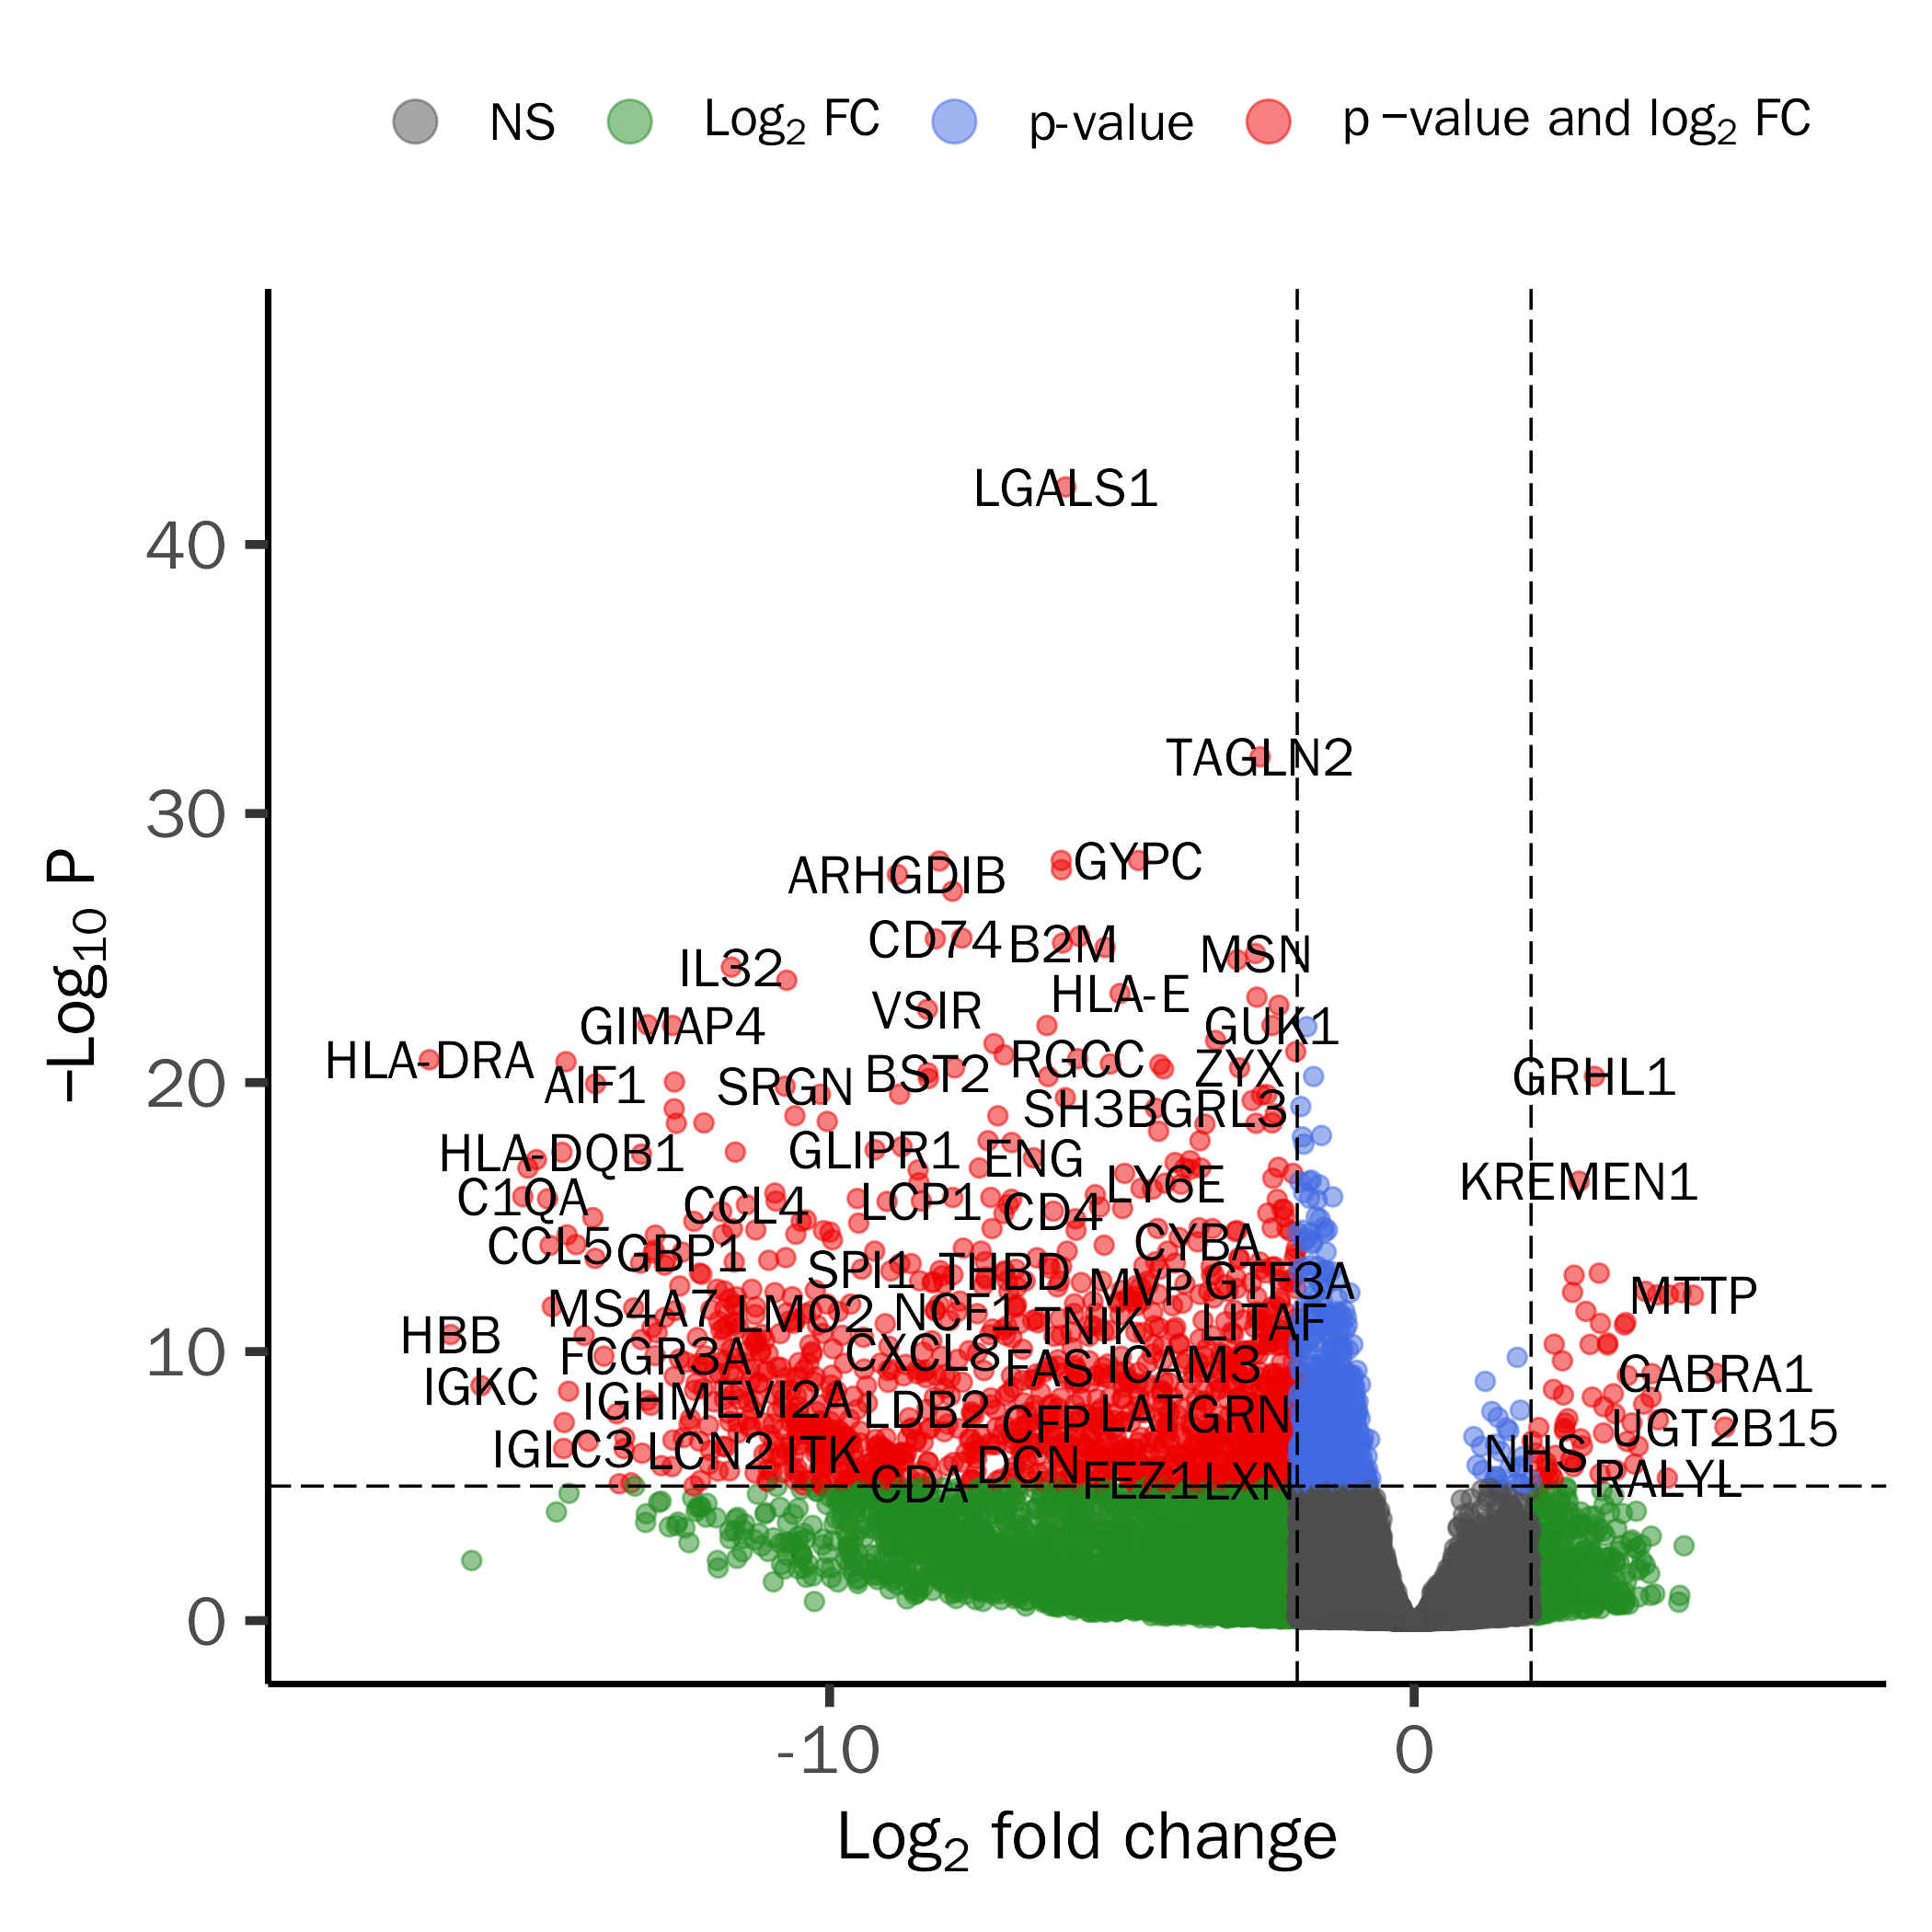 NS Log2 FC p-value p −value and log2 FC
LGALS1
40
TAGLN2
30
GYPC
ARHGDIB
CD74 B2M
MSN
IL32
HLA-E
VSIR
GIMAP4 GUK1
HLA-DRA RGCC
ZYX
BST2
20
GRHL1
AIF1 SRGN
SH3BGRL3
HLA-DQB1 GLIPR1 ENG
KREMEN1
LY6E
C1QA CCL4 LCP1 CD4
CCL5 GBP1 CYBA
SPI1 THBD
MVP GTF3A
MTTP
MS4A7 LMO2 NCF1
TNIK LITAF
HBB
10
FCGR3A CXCL8
FAS ICAM3
GABRA1
IGKC
IGHM EVI2A LDB2
CFP LAT GRN
UGT2B15
IGLC3 LCN2 ITK
NHS
DCN
CDA FEZ1 LXN
RALYL
0
−Log10 P
-10 0
Log2 fold change